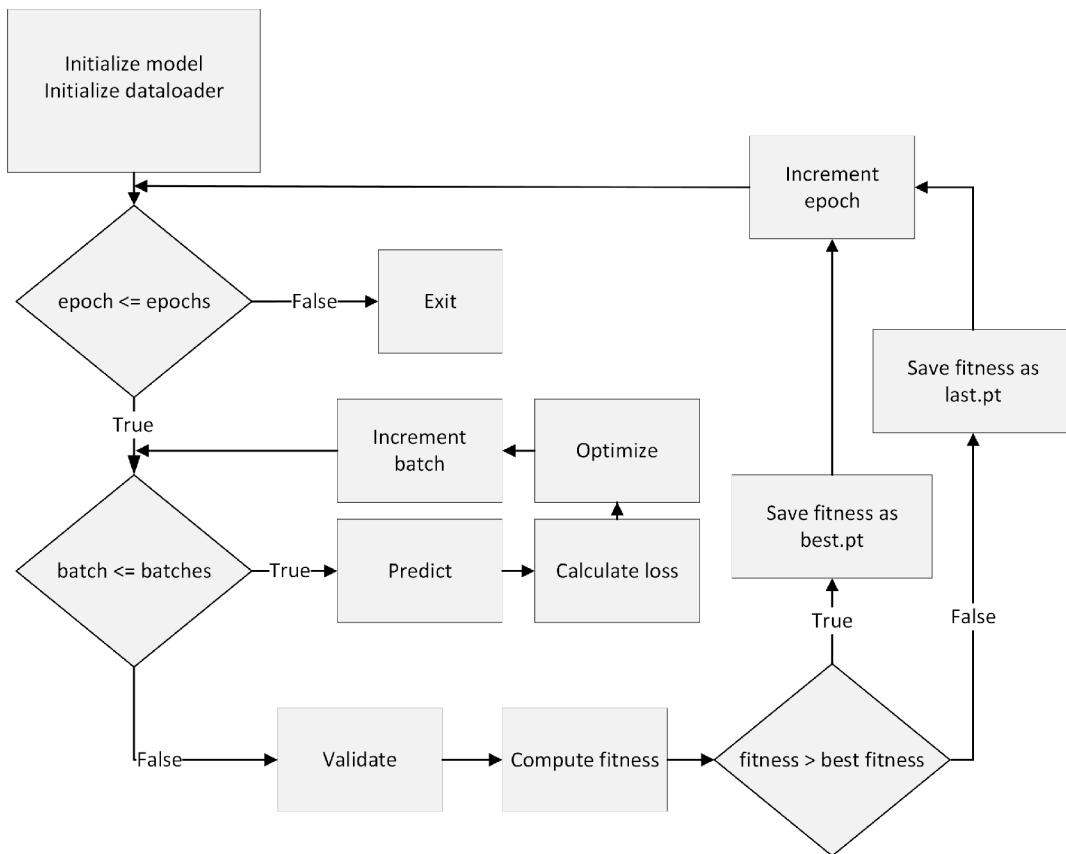 Initialize model
Initialize dataloader
Increment
epoch
epoch <= epochs
False
Exit
Save fitness as
last.pt
True
Increment
batch
Optimize
Save fitness as
best.pt
batch <= batches
True
Predict
Calculate loss
True
False
False
Validate
Compute fitness
fitness > best fitness